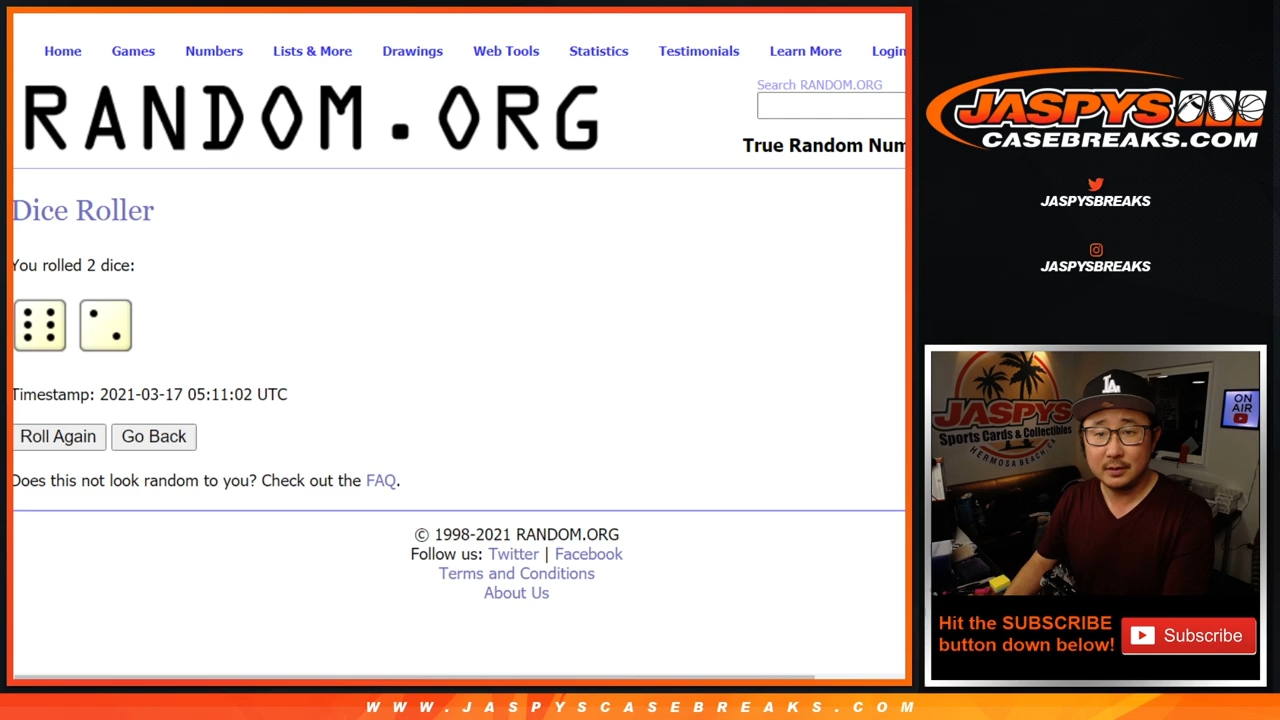 Home Games Numbers Lists & More Drawings Web Tools Statistics Testimonials Learn More Login
RANDOM.ORG
Search RANDOM.ORG
True Random Num
Dice Roller
You rolled 2 dice:
Timestamp: 2021-03-17 05:11:02 UTC
Roll Again Go Back
Does this not look random to you? Check out the FAQ.
© 1998-2021 RANDOM.ORG
Follow us: Twitter | Facebook
Terms and Conditions
About Us
JASPYS
CASEBREAKS.COM
JASPYSBREAKS
JASPYSBREAKS
JASPYS
Sports Cards & Collectibles
HERMOSA BEACH, CA
LA
ON
AIR
Hit the SUBSCRIBE
button down below!
Subscribe
WWW.JASPYSCASEBREAKS.COM